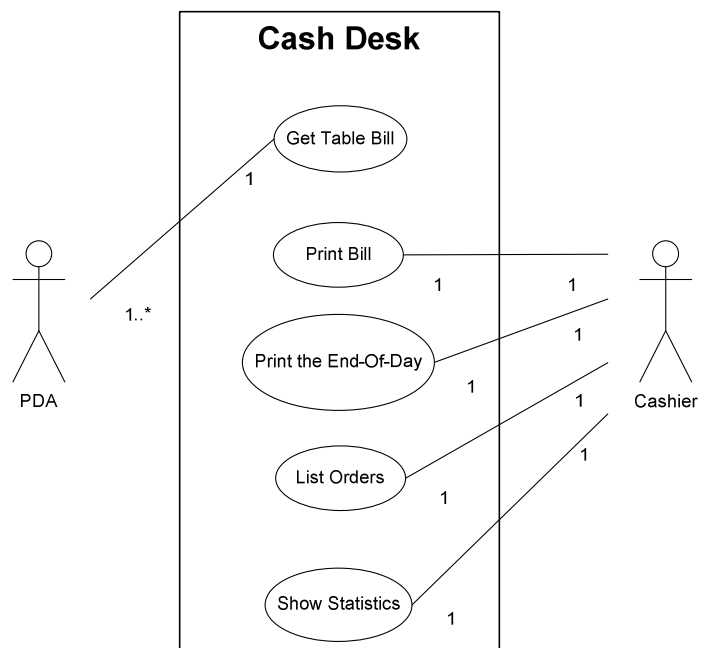 Cash Desk
Get Table Bill
1
Print Bill
1
1
1..*
1
Print the End-Of-Day
1
PDA
Cashier
1
List Orders
1
1
Show Statistics
1